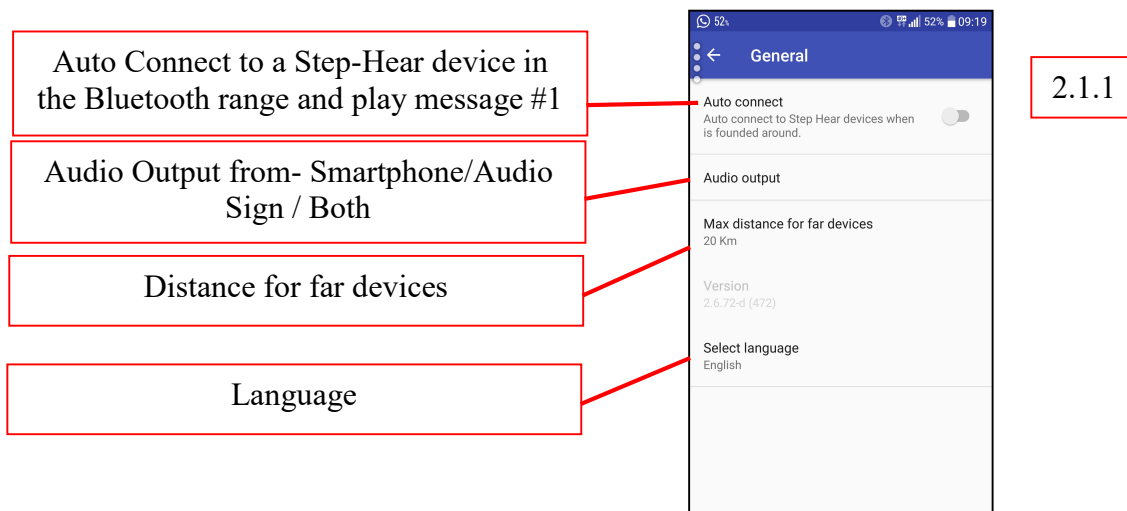 Auto Connect to a Step-Hear device in
the Bluetooth range and play message #1
Audio Output from- Smartphone/Audio
Sign / Both
Distance for far devices
Language
52%
52% 09:19
General
Auto connect
Auto connect to Step Hear devices when
is founded around.
Audio output
Max distance for far devices
20 Km
Version
2.6.72-d (472)
Select language
English
2.1.1